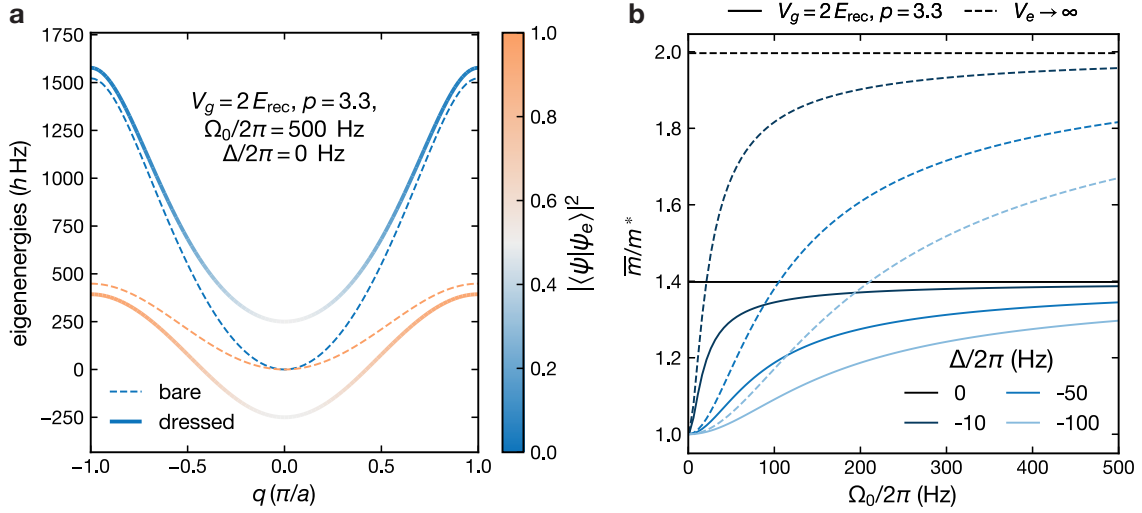 a
1750
1500
1250
1000
750
500
250
0
−250
eigenenergies (h Hz)
V_g = 2 E_rec, p = 3.3,
Ω_0/2π = 500 Hz
Δ/2π = 0 Hz
bare
dressed
−1.0
−0.5
0.0
0.5
1.0
q (π/a)
1.0
0.8
0.6
0.4
0.2
0.0
|⟨ψ|ψ_e⟩|²
b
V_g = 2 E_rec, p = 3.3
V_e → ∞
2.0
1.8
1.6
1.4
1.2
1.0
m̅/m*
Δ/2π (Hz)
0
-50
-10
-100
0
100
200
300
400
500
Ω_0/2π (Hz)